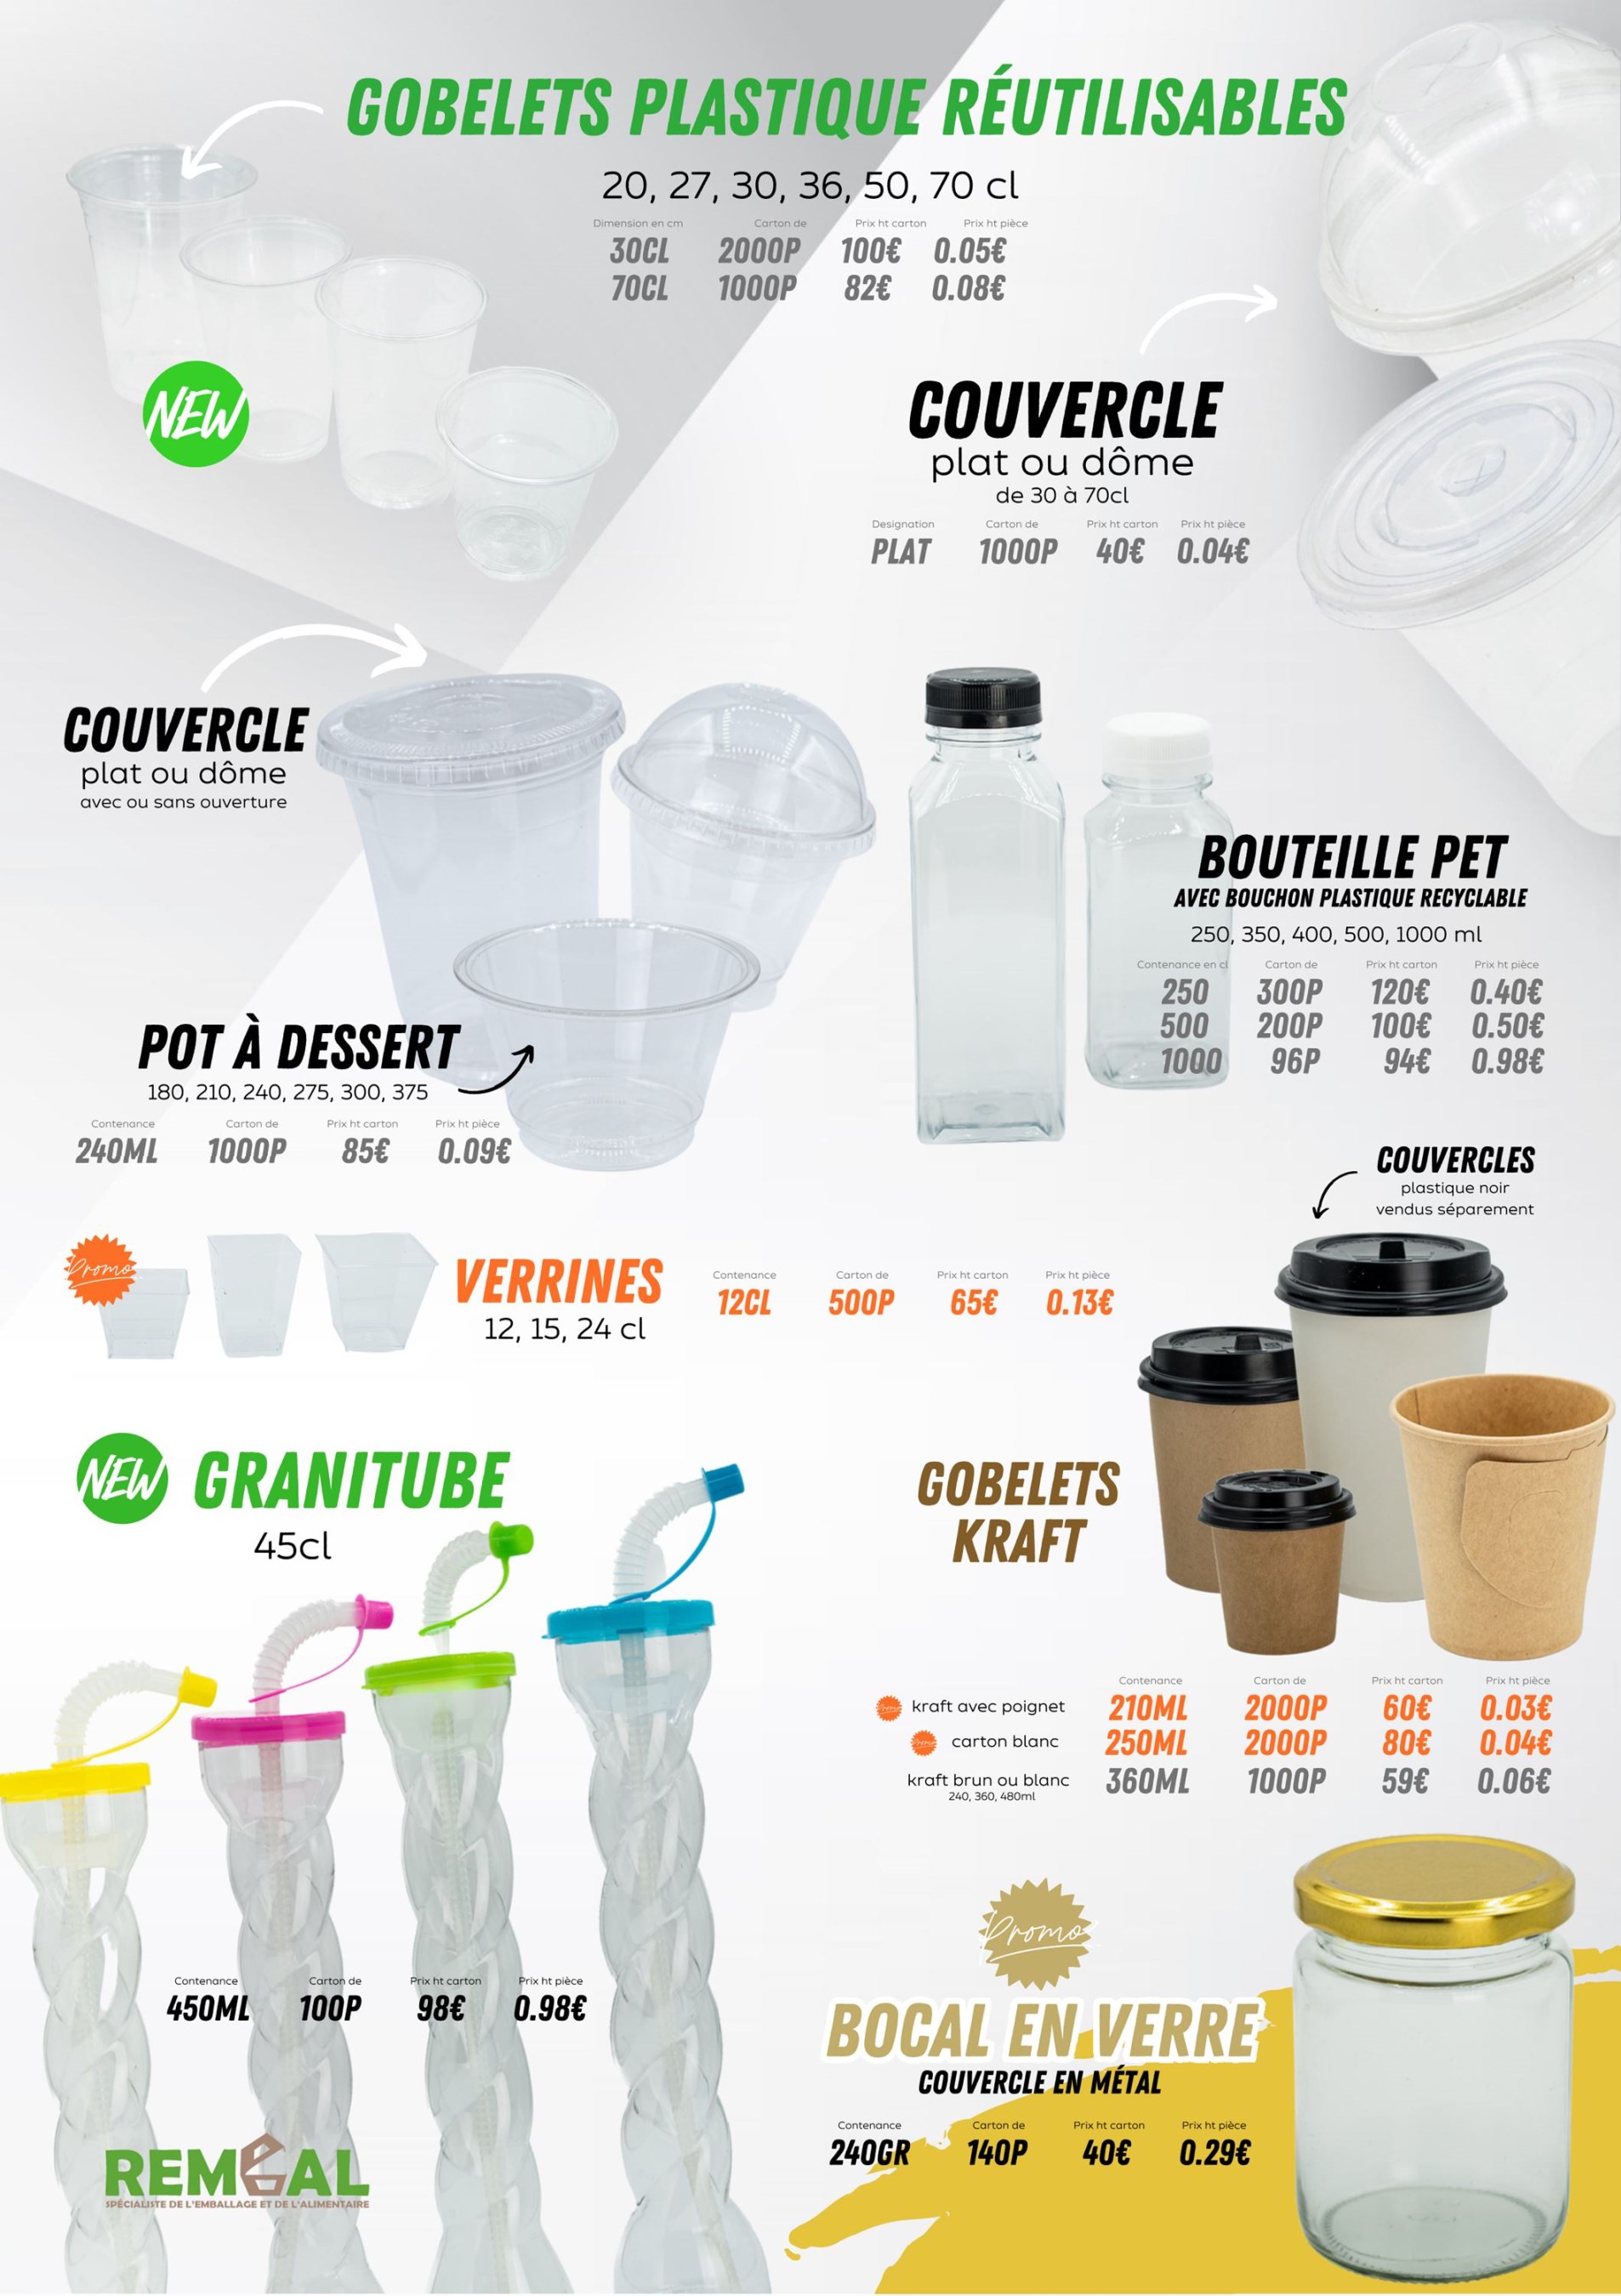 GOBELETS PLASTIQUE RÉUTILISABLES
20, 27, 30, 36, 50, 70 cl
Dimension en cm Carton de Prix ht carton Prix ht pièce
30CL 2000P 100€ 0.05€
70CL 1000P 82€ 0.08€
NEW
COUVERCLE
plat ou dôme
de 30 à 70cl
Designation Carton de Prix ht carton Prix ht pièce
PLAT 1000P 40€ 0.04€
COUVERCLE
plat ou dôme
avec ou sans ouverture
BOUTEILLE PET
AVEC BOUCHON PLASTIQUE RECYCLABLE
250, 350, 400, 500, 1000 ml
Contenance en cl Carton de Prix ht carton Prix ht pièce
250 300P 120€ 0.40€
500 200P 100€ 0.50€
1000 96P 94€ 0.98€
POT À DESSERT
180, 210, 240, 275, 300, 375
Contenance Carton de Prix ht carton Prix ht pièce
240ML 1000P 85€ 0.09€
COUVERCLES
plastique noir
vendus séparement
Promo
VERRINES
12, 15, 24 cl
Contenance Carton de Prix ht carton Prix ht pièce
12CL 500P 65€ 0.13€
NEW
GRANITUBE
45cl
GOBELETS
KRAFT
Contenance Carton de Prix ht carton Prix ht pièce
Promo kraft avec poignet 210ML 2000P 60€ 0.03€
Promo carton blanc 250ML 2000P 80€ 0.04€
kraft brun ou blanc 360ML 1000P 59€ 0.06€
240, 360, 480ml
Contenance Carton de Prix ht carton Prix ht pièce
450ML 100P 98€ 0.98€
Promo
BOCAL EN VERRE
COUVERCLE EN MÉTAL
Contenance Carton de Prix ht carton Prix ht pièce
240GR 140P 40€ 0.29€
REMEAL
SPÉCIALISTE DE L'EMBALLAGE ET DE L'ALIMENTAIRE